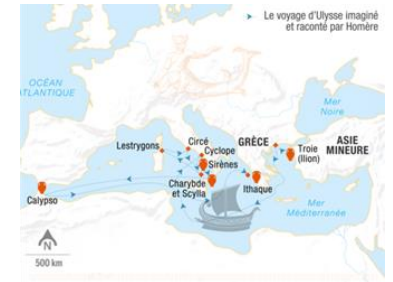 Le voyage d'Ulysse imaginé
et raconté par Homère
OCÉAN
ATLANTIQUE
Mer
Noire
Lestrygons
Circé
Cyclope
Sirènes
GRÈCE
Troie
(Ilion)
ASIE
MINEURE
Calypso
Charybde
et Scylla
Ithaque
Mer
Méditerranée
N
500 km